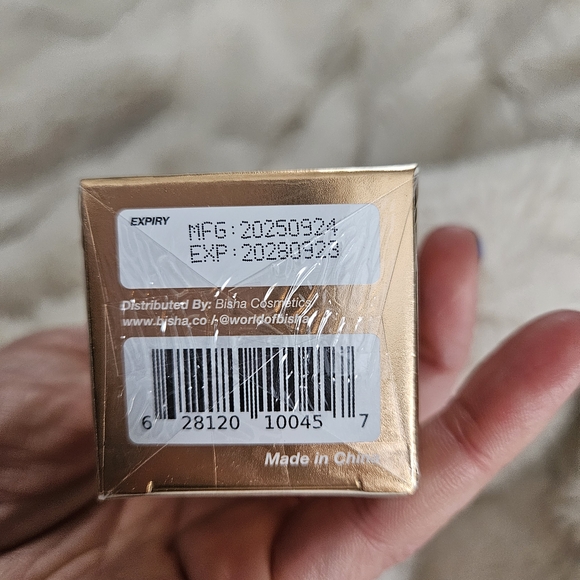 EXPIRY
MFG:20250924
EXP:20280923
Distributed By: Bisha Cosmetics
www.bisha.co / @worldofbisha
6 28120 10045 7
Made in China